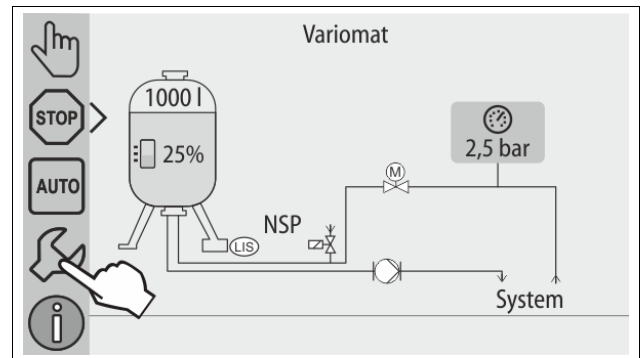 Variomat
STOP
1000 l
25%
2,5 bar
AUTO
M
NSP
LIS
System
i